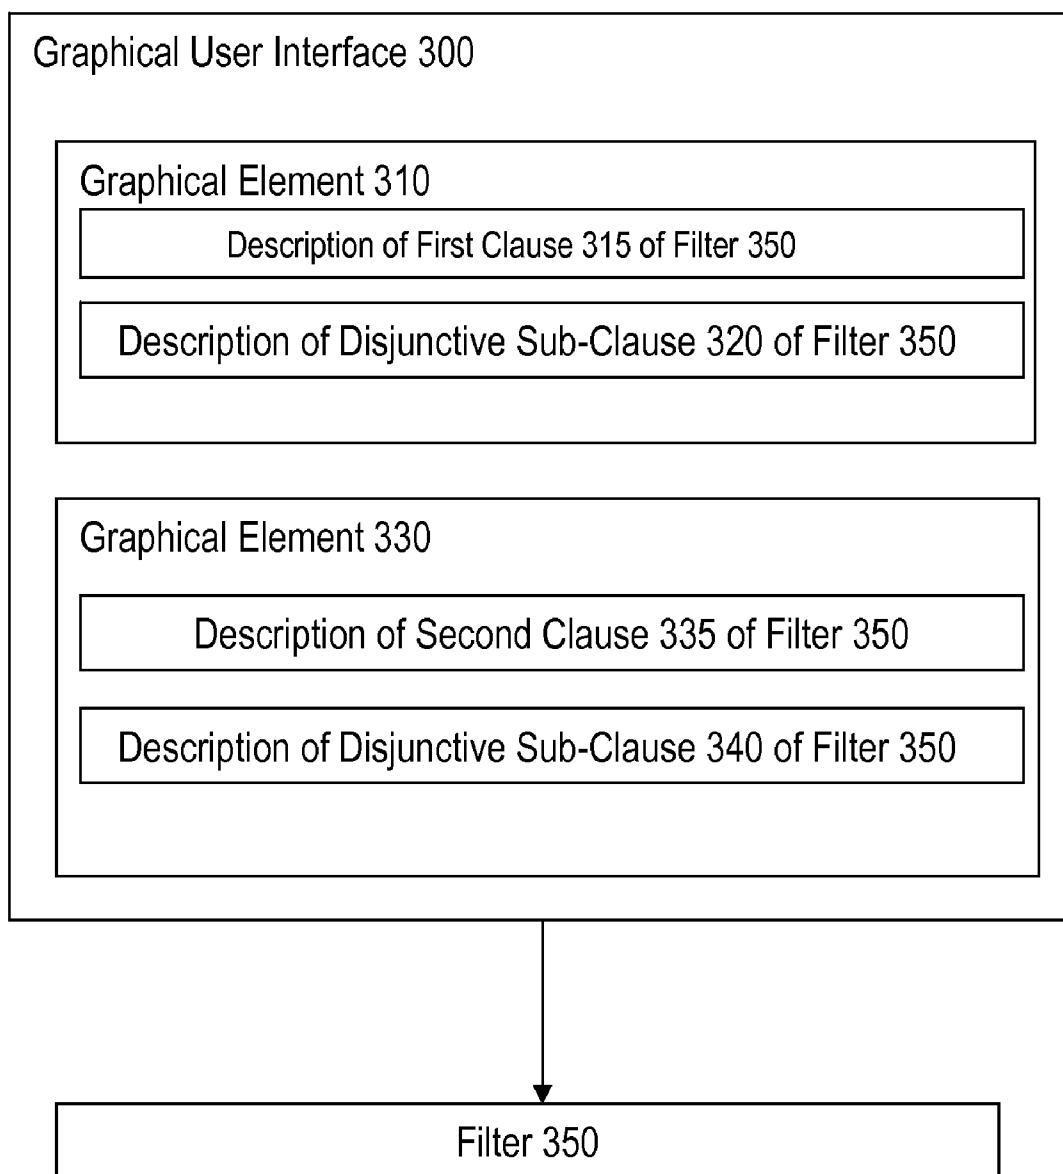 Graphical User Interface 300
Graphical Element 310
Description of First Clause 315 of Filter 350
Description of Disjunctive Sub-Clause 320 of Filter 350
Graphical Element 330
Description of Second Clause 335 of Filter 350
Description of Disjunctive Sub-Clause 340 of Filter 350
Filter 350